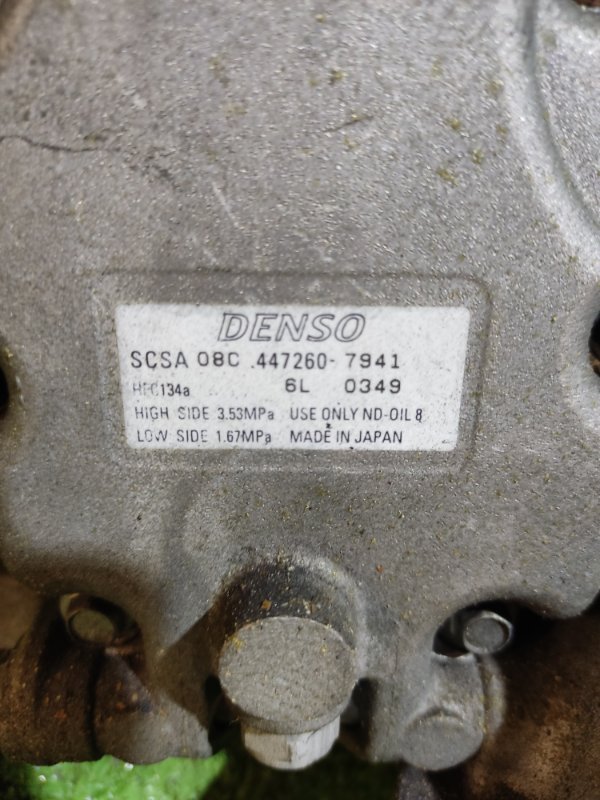 DENSO
SCSA 08C 447260-7941
HFC134a 6L 0349
HIGH SIDE 3.53MPa USE ONLY ND-OIL 8
LOW SIDE 1.67MPa MADE IN JAPAN